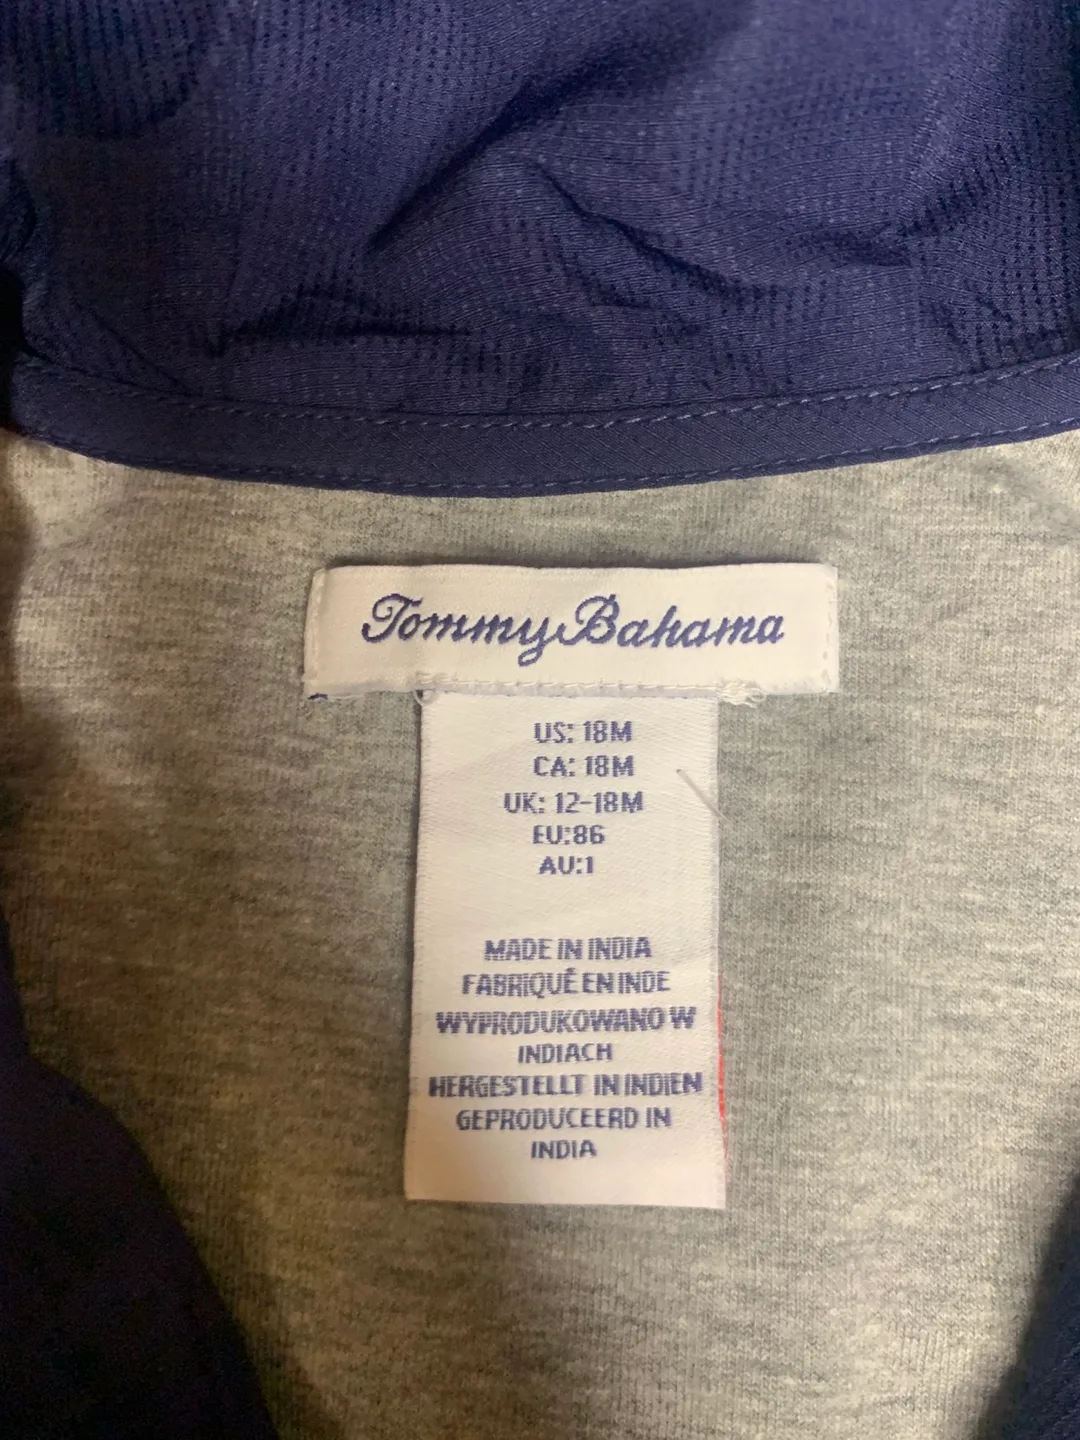 Tommy Bahama
US: 18M
CA: 18M
UK: 12-18M
EU:86
AU:1
MADE IN INDIA
FABRIQUÉ EN INDE
WYPRODUKOWANO W
INDIACH
HERGESTELLT IN INDIEN
GEPRODUCEERD IN
INDIA